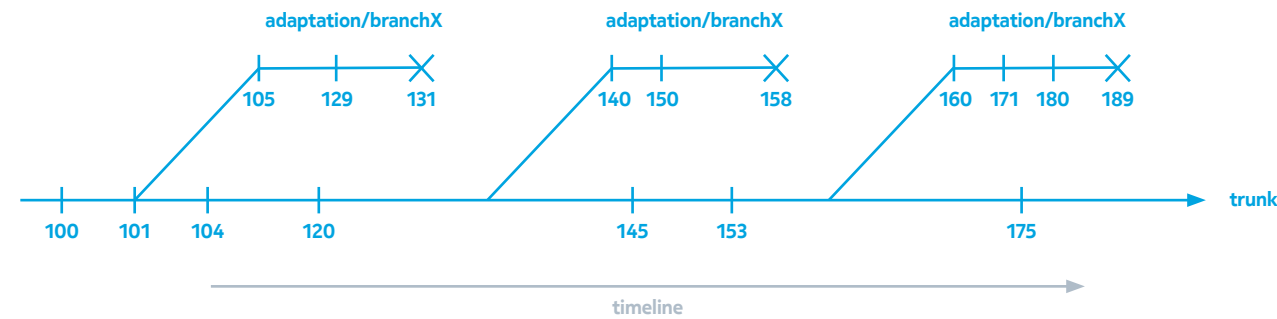 adaptation/branchX adaptation/branchX adaptation/branchX
105 129 131 140 150 158 160 171 180 189
trunk
100 101 104 120 145 153 175
timeline